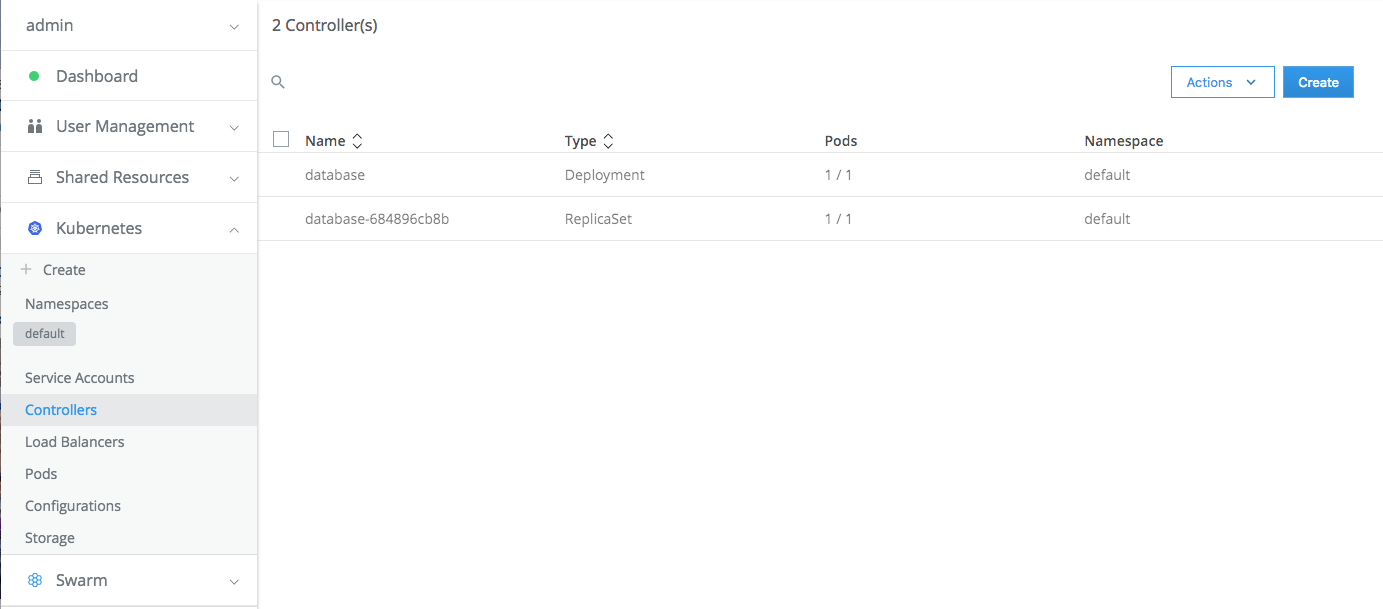 admin
Dashboard
User Management
Shared Resources
Kubernetes
Create
Namespaces
default
Service Accounts
Controllers
Load Balancers
Pods
Configurations
Storage
Swarm
2 Controller(s)
Actions Create
Name Type Pods Namespace
database Deployment 1 / 1 default
database-684896cb8b ReplicaSet 1 / 1 default